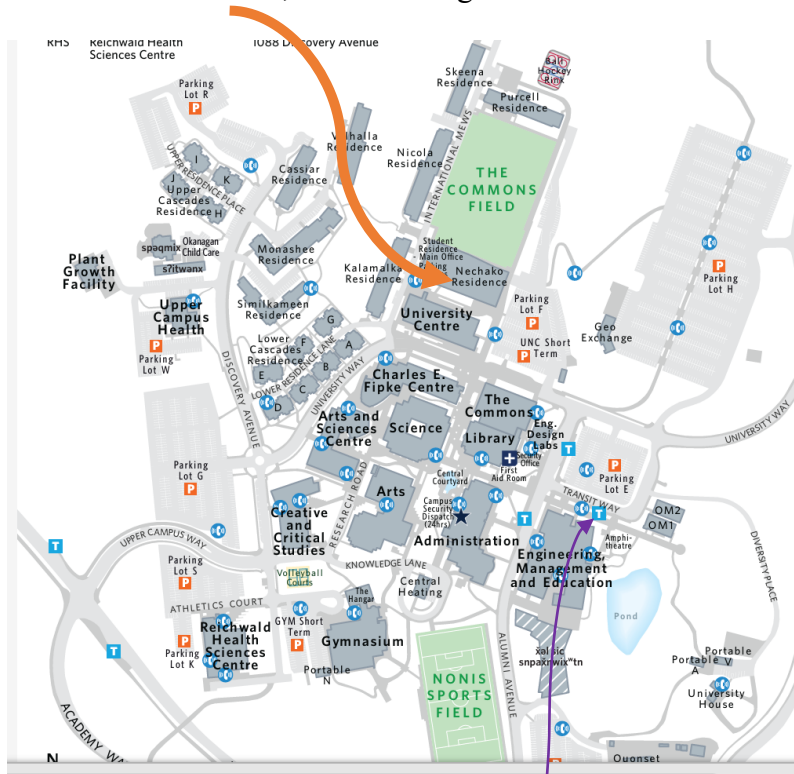 RHS Reichwald Health
Sciences Centre
1088 Discovery Avenue
Parking
Lot R
P
Skeena
Residence
Ball
Hockey
Rink
Purcell
Residence
Valhalla
Residence
Nicola
Residence
INTERNATIONAL MEWS
THE
COMMONS
FIELD
UPPER RESIDENCE PLACE
I
J
K
H
Upper
Cascades
Residence
Cassiar
Residence
spaqmix
Okanagan
Child Care
s?itwanx
Plant
Growth
Facility
Monashee
Residence
Student
Residence
- Main Office
Kalamalka
Residence
Nechako
Residence
P
Parking
Lot H
Upper
Campus
Health
Similkameen
Residence
University
Centre
Parking
Lot F
P
UNC Short
Term
P
Geo
Exchange
P
Parking
Lot W
Lower
Cascades
Residence
G
F
A
E
B
C
D
LOWER RESIDENCE LANE
UNIVERSITY WAY
DISCOVERY AVENUE
Charles E.
Fipke Centre
The
Commons
Arts and
Sciences
Centre
Science
Library
Eng.
Design
Labs
T
UNIVERSITY WAY
Security
Office
First
Aid Room
P
Parking
Lot E
Parking
Lot G
P
RESEARCH ROAD
Central
Courtyard
Arts
Campus
Security
Dispatch
(24hrs)
TRANSIT WAY
T
T
OM2
OM1
Creative
and
Critical
Studies
Administration
Amphi-
theatre
UPPER CAMPUS WAY
T
Engineering,
Management
and Education
DIVERSITY PLACE
KNOWLEDGE LANE
Parking
Lot S
P
Volleyball
Courts
Central
Heating
The
Hangar
Pond
ATHLETICS COURT
GYM Short
Term
P
Reichwald
Health
Sciences
Centre
P
Parking
Lot K
T
Gymnasium
Portable
N
ALUMNI AVENUE
x̌al sic
snpax̌nwixʷtn
Portable
Portable V
A
University
House
NONIS
SPORTS
FIELD
ACADEMY WA
N
P
Quonset